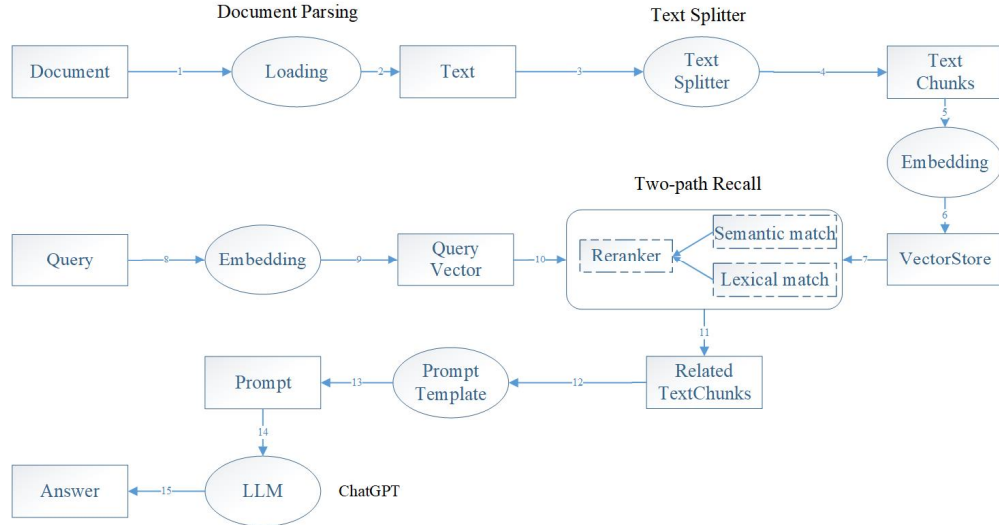 Document Parsing
Text Splitter
Document
1
Loading
2
Text
3
Text
Splitter
4
Text
Chunks
5
Embedding
6
Two-path Recall
Query
8
Embedding
9
Query
Vector
10
Reranker
Semantic match
Lexical match
7
VectorStore
11
Prompt
13
Prompt
Template
12
Related
TextChunks
14
Answer
15
LLM
ChatGPT